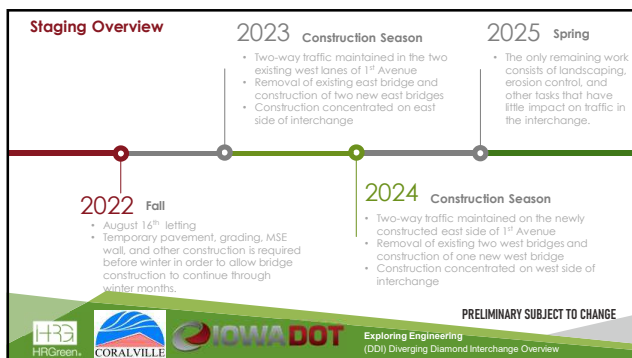 Staging Overview
2023 Construction Season
• Two-way traffic maintained in the two
existing west lanes of 1st Avenue
• Removal of existing east bridge and
construction of two new east bridges
• Construction concentrated on east
side of interchange
2025 Spring
• The only remaining work
consists of landscaping,
erosion control, and
other tasks that have
little impact on traffic in
the interchange.
2022 Fall
• August 16th letting
• Temporary pavement, grading, MSE
wall, and other construction is required
before winter in order to allow bridge
construction to continue through
winter months.
2024 Construction Season
• Two-way traffic maintained on the newly
constructed east side of 1st Avenue
• Removal of existing two west bridges and
construction of one new west bridge
• Construction concentrated on west side of
interchange
PRELIMINARY SUBJECT TO CHANGE
HRG
HRGreen.
CORALVILLE
IOWADOT
Exploring Engineering
(DDI) Diverging Diamond Interchange Overview